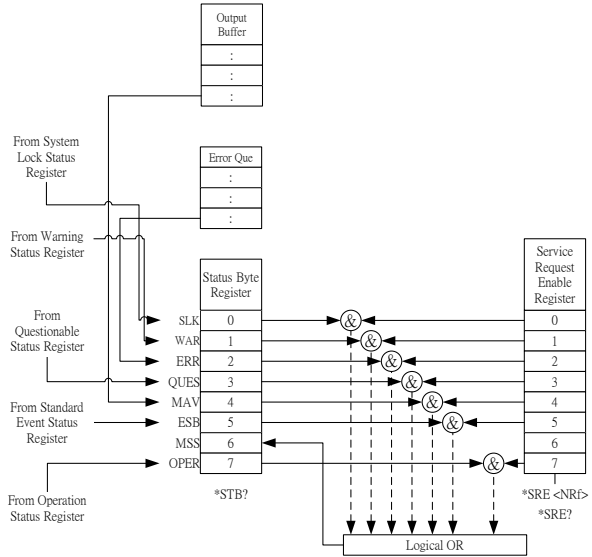 Output
Buffer
:
:
:
From System
Lock Status
Register
Error Que
:
:
:
From Warning
Status Register
Status Byte
Register
Service
Request
Enable
Register
From
Questionable
Status Register
SLK 0 & 0
WAR 1 & 1
ERR 2 & 2
QUES 3 & 3
MAV 4 & 4
From Standard
Event Status
Register
ESB 5 & 5
MSS 6 6
OPER 7 & 7
From Operation
Status Register
*STB?
*SRE <NRf>
*SRE?
Logical OR